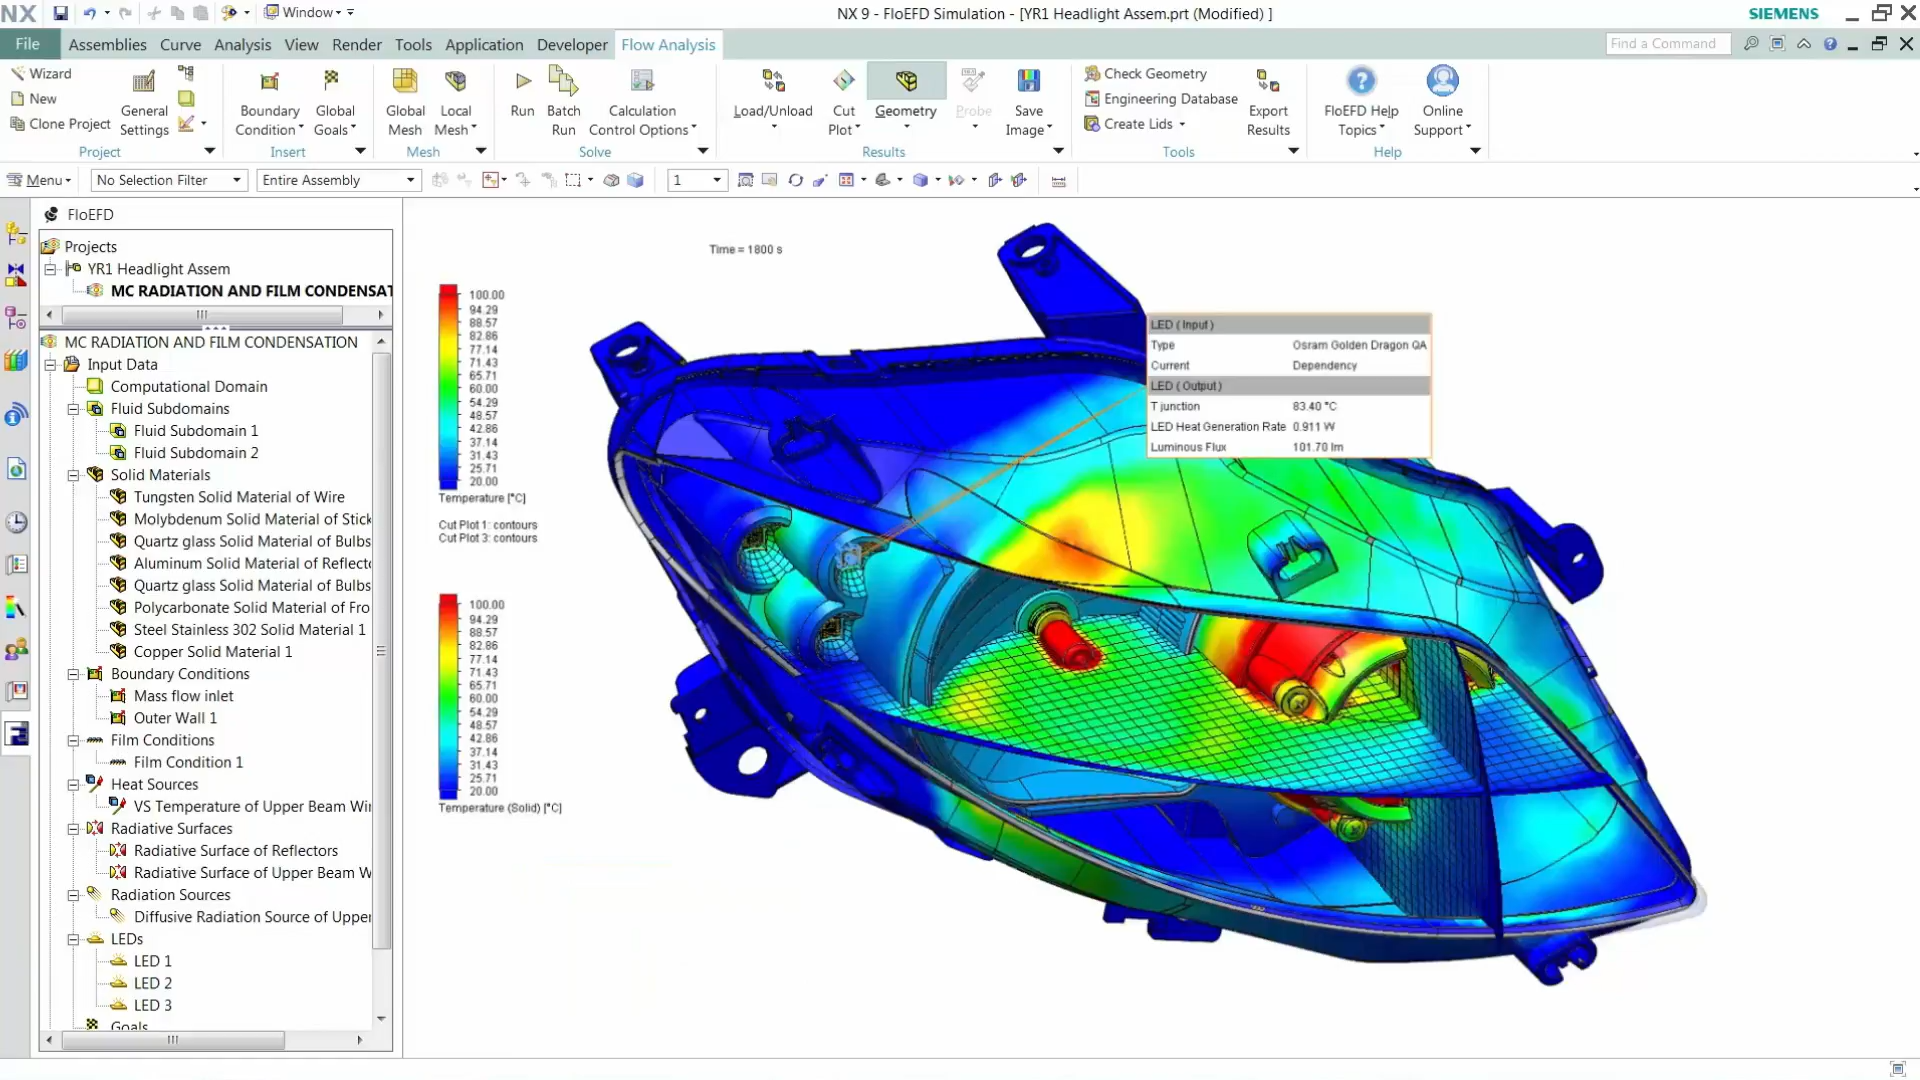 NX
Window
NX 9 - FloEFD Simulation - [YR1 Headlight Assem.prt (Modified) ]
SIEMENS
File Assemblies Curve Analysis View Render Tools Application Developer Flow Analysis
Find a Command
Wizard
New
Clone Project
General
Settings
Project
Boundary
Condition
Global
Goals
Insert
Global
Mesh
Local
Mesh
Mesh
Run
Batch
Run
Calculation
Control Options
Solve
Load/Unload
Cut
Plot
Geometry
Probe
Save
Image
Results
Check Geometry
Engineering Database
Create Lids
Export
Results
Tools
FloEFD Help
Topics
Online
Support
Help
Menu
No Selection Filter
Entire Assembly
1
FloEFD
Projects
YR1 Headlight Assem
MC RADIATION AND FILM CONDENSAT
MC RADIATION AND FILM CONDENSATION
Input Data
Computational Domain
Fluid Subdomains
Fluid Subdomain 1
Fluid Subdomain 2
Solid Materials
Tungsten Solid Material of Wire
Molybdenum Solid Material of Stick
Quartz glass Solid Material of Bulbs
Aluminum Solid Material of Reflect
Quartz glass Solid Material of Bulbs
Polycarbonate Solid Material of Fro
Steel Stainless 302 Solid Material 1
Copper Solid Material 1
Boundary Conditions
Mass flow inlet
Outer Wall 1
Film Conditions
Film Condition 1
Heat Sources
VS Temperature of Upper Beam Wir
Radiative Surfaces
Radiative Surface of Reflectors
Radiative Surface of Upper Beam W
Radiation Sources
Diffusive Radiation Source of Upper
LEDs
LED 1
LED 2
LED 3
Goals
Time = 1800 s
100.00
94.29
88.57
82.86
77.14
71.43
65.71
60.00
54.29
48.57
42.86
37.14
31.43
25.71
20.00
Temperature [°C]
Cut Plot 1: contours
Cut Plot 3: contours
100.00
94.29
88.57
82.86
77.14
71.43
65.71
60.00
54.29
48.57
42.86
37.14
31.43
25.71
20.00
Temperature (Solid) [°C]
LED ( Input )
Type Osram Golden Dragon QA
Current Dependency
LED ( Output )
T junction 83.40 °C
LED Heat Generation Rate 0.911 W
Luminous Flux 101.70 lm